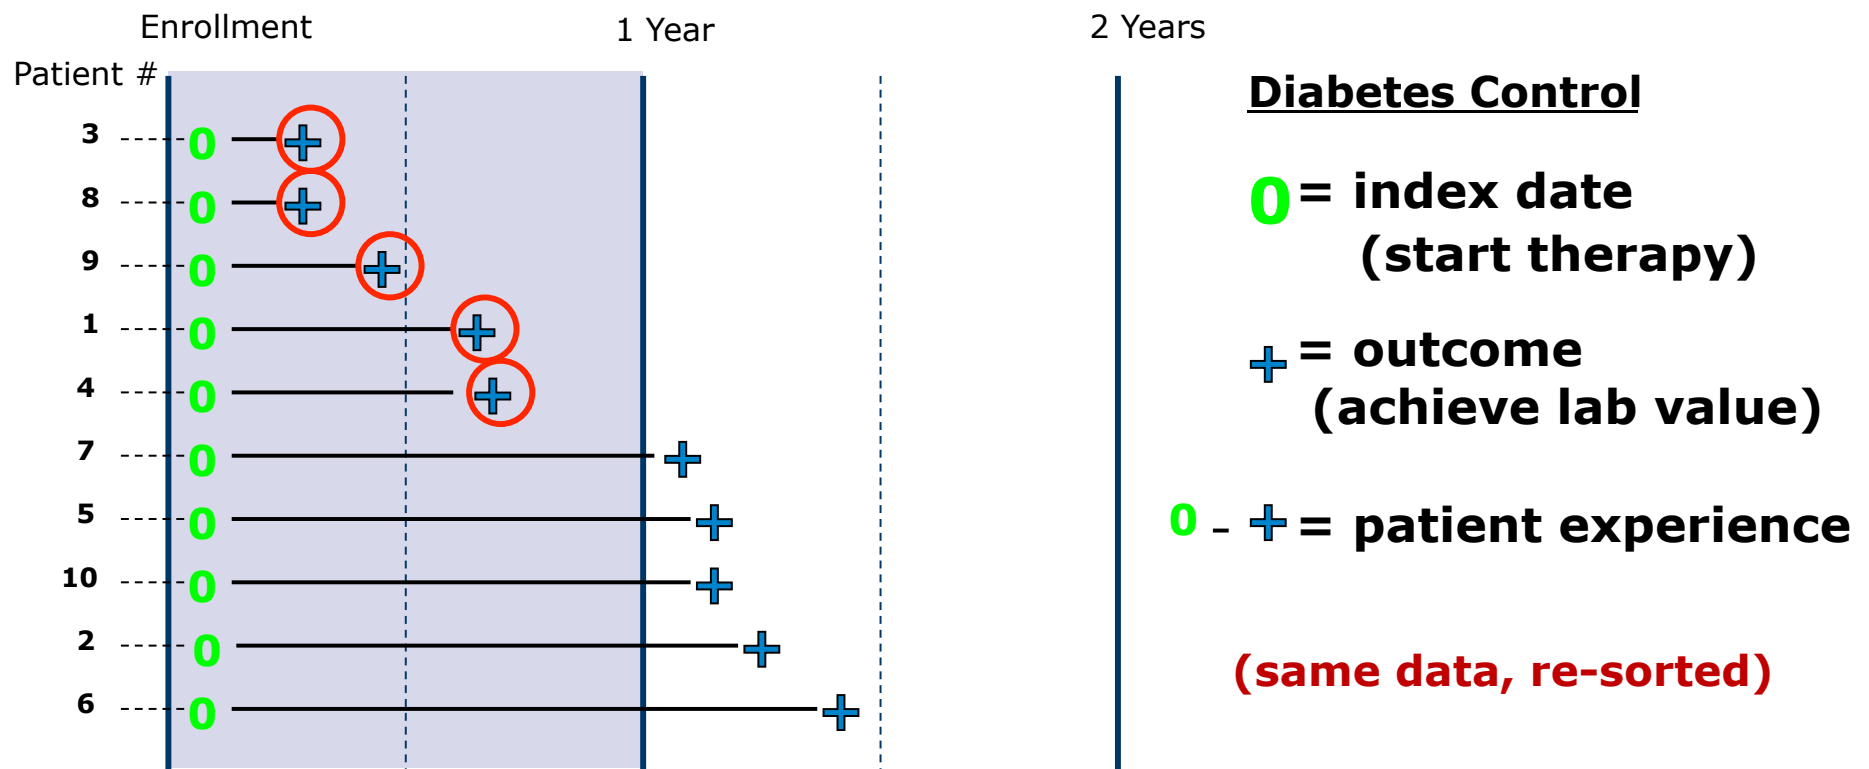 Enrollment 1 Year 2 Years
Patient #
Diabetes Control
3 0
8 0
0 = index date
(start therapy)
9 0
1 0
= outcome
(achieve lab value)
4 0
7 0
5 0
0 - = patient experience
10 0
2 0
(same data, re-sorted)
6 0